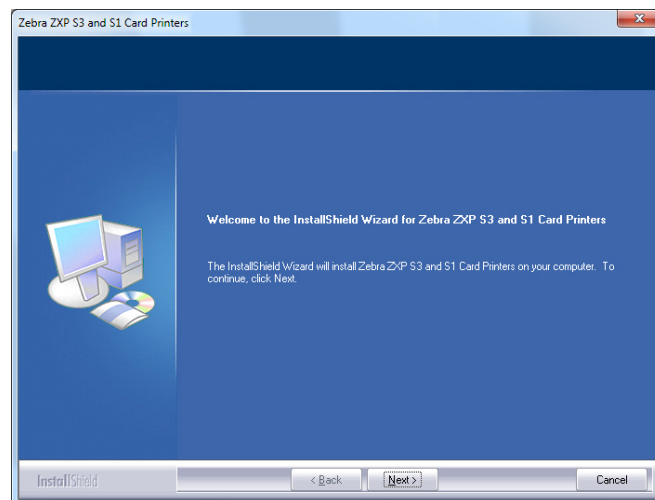 Zebra ZXP S3 and S1 Card Printers
Welcome to the InstallShield Wizard for Zebra ZXP S3 and S1 Card Printers
The InstallShield Wizard will install Zebra ZXP S3 and S1 Card Printers on your computer. To
continue, click Next.
InstallShield
< Back
Next >
Cancel